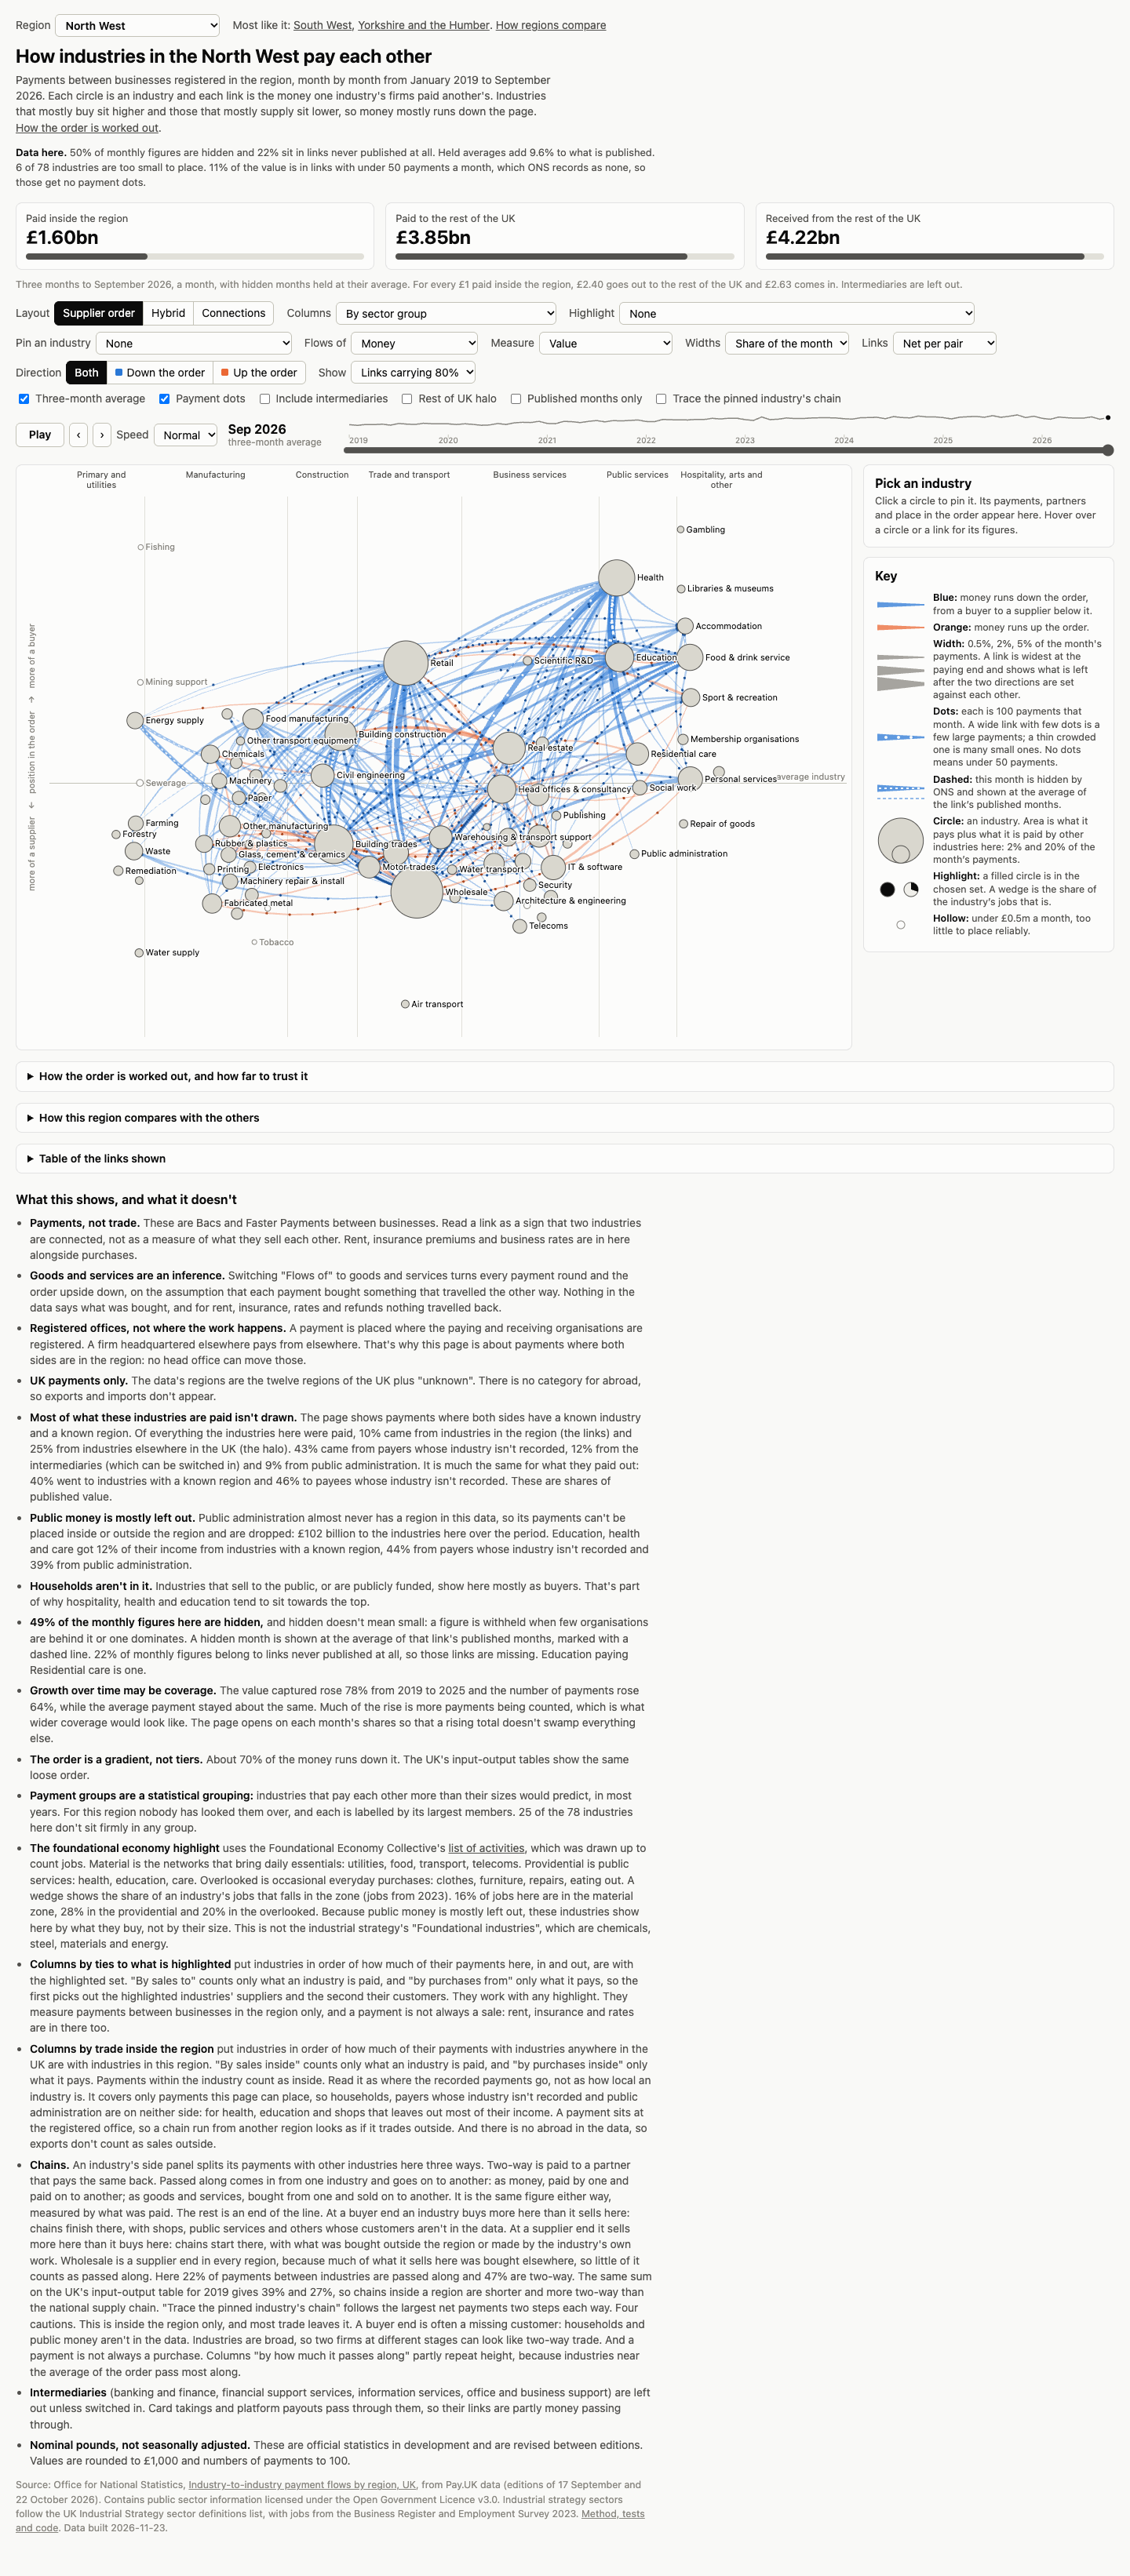 Region North West Most like it: South West, Yorkshire and the Humber. How regions compare
How industries in the North West pay each other
Payments between businesses registered in the region, month by month from January 2019 to September
2026. Each circle is an industry and each link is the money one industry's firms paid another's. Industries
that mostly buy sit higher and those that mostly supply sit lower, so money mostly runs down the page.
How the order is worked out.
Data here. 50% of monthly figures are hidden and 22% sit in links never published at all. Held averages add 9.6% to what is published.
6 of 78 industries are too small to place. 11% of the value is in links with under 50 payments a month, which ONS records as none, so
those get no payment dots.
Paid inside the region
£1.60bn
Paid to the rest of the UK
£3.85bn
Received from the rest of the UK
£4.22bn
Three months to September 2026, a month, with hidden months held at their average. For every £1 paid inside the region, £2.40 goes out to the rest of the UK and £2.63 comes in. Intermediaries are left out.
Layout Supplier order Hybrid Connections Columns By sector group Highlight None
Pin an industry None Flows of Money Measure Value Widths Share of the month Links Net per pair
Direction Both Down the order Up the order Show Links carrying 80%
Three-month average Payment dots Include intermediaries Rest of UK halo Published months only Trace the pinned industry's chain
Play ‹ › Speed Normal Sep 2026
three-month average
2019 2020 2021 2022 2023 2024 2025 2026
Primary and
utilities
Manufacturing
Construction
Trade and transport
Business services
Public services
Hospitality, arts and
other
more of a supplier ← position in the order → more of a buyer
Gambling
Fishing
Health
Libraries & museums
Accommodation
Retail
Scientific R&D
Education
Food & drink service
Mining support
Sport & recreation
Energy supply
Food manufacturing
Building construction
Other transport equipment
Membership organisations
Real estate
Chemicals
Residential care
Civil engineering
Personal services
average industry
Sewerage
Machinery
Head offices & consultancy
Social work
Paper
Publishing
Farming
Other manufacturing
Repair of goods
Forestry
Warehousing & transport support
Rubber & plastics
Building trades
Waste
Glass, cement & ceramics
Public administration
Remediation
Printing
Electronics
Motor trades
Water transport
IT & software
Machinery repair & install
Security
Wholesale
Fabricated metal
Architecture & engineering
Telecoms
Tobacco
Water supply
Air transport
Pick an industry
Click a circle to pin it. Its payments, partners
and place in the order appear here. Hover over
a circle or a link for its figures.
Key
Blue: money runs down the order,
from a buyer to a supplier below it.
Orange: money runs up the order.
Width: 0.5%, 2%, 5% of the month's
payments. A link is widest at the
paying end and shows what is left
after the two directions are set
against each other.
Dots: each is 100 payments that
month. A wide link with few dots is a
few large payments; a thin crowded
one is many small ones. No dots
means under 50 payments.
Dashed: this month is hidden by
ONS and shown at the average of
the link's published months.
Circle: an industry. Area is what it
pays plus what it is paid by other
industries here: 2% and 20% of the
month's payments.
Highlight: a filled circle is in the
chosen set. A wedge is the share of
the industry's jobs that is.
Hollow: under £0.5m a month, too
little to place reliably.
How the order is worked out, and how far to trust it
How this region compares with the others
Table of the links shown
What this shows, and what it doesn't
Payments, not trade. These are Bacs and Faster Payments between businesses. Read a link as a sign that two industries
are connected, not as a measure of what they sell each other. Rent, insurance premiums and business rates are in here
alongside purchases.
Goods and services are an inference. Switching "Flows of" to goods and services turns every payment round and the
order upside down, on the assumption that each payment bought something that travelled the other way. Nothing in the
data says what was bought, and for rent, insurance, rates and refunds nothing travelled back.
Registered offices, not where the work happens. A payment is placed where the paying and receiving organisations are
registered. A firm headquartered elsewhere pays from elsewhere. That's why this page is about payments where both
sides are in the region: no head office can move those.
UK payments only. The data's regions are the twelve regions of the UK plus "unknown". There is no category for abroad,
so exports and imports don't appear.
Most of what these industries are paid isn't drawn. The page shows payments where both sides have a known industry
and a known region. Of everything the industries here were paid, 10% came from industries in the region (the links) and
25% from industries elsewhere in the UK (the halo). 43% came from payers whose industry isn't recorded, 12% from the
intermediaries (which can be switched in) and 9% from public administration. It is much the same for what they paid out:
40% went to industries with a known region and 46% to payees whose industry isn't recorded. These are shares of
published value.
Public money is mostly left out. Public administration almost never has a region in this data, so its payments can't be
placed inside or outside the region and are dropped: £102 billion to the industries here over the period. Education, health
and care got 12% of their income from industries with a known region, 44% from payers whose industry isn't recorded and
39% from public administration.
Households aren't in it. Industries that sell to the public, or are publicly funded, show here mostly as buyers. That's part
of why hospitality, health and education tend to sit towards the top.
49% of the monthly figures here are hidden, and hidden doesn't mean small: a figure is withheld when few organisations
are behind it or one dominates. A hidden month is shown at the average of that link's published months, marked with a
dashed line. 22% of monthly figures belong to links never published at all, so those links are missing. Education paying
Residential care is one.
Growth over time may be coverage. The value captured rose 78% from 2019 to 2025 and the number of payments rose
64%, while the average payment stayed about the same. Much of the rise is more payments being counted, which is what
wider coverage would look like. The page opens on each month's shares so that a rising total doesn't swamp everything
else.
The order is a gradient, not tiers. About 70% of the money runs down it. The UK's input-output tables show the same
loose order.
Payment groups are a statistical grouping: industries that pay each other more than their sizes would predict, in most
years. For this region nobody has looked them over, and each is labelled by its largest members. 25 of the 78 industries
here don't sit firmly in any group.
The foundational economy highlight uses the Foundational Economy Collective's list of activities, which was drawn up to
count jobs. Material is the networks that bring daily essentials: utilities, food, transport, telecoms. Providential is public
services: health, education, care. Overlooked is occasional everyday purchases: clothes, furniture, repairs, eating out. A
wedge shows the share of an industry's jobs that falls in the zone (jobs from 2023). 16% of jobs here are in the material
zone, 28% in the providential and 20% in the overlooked. Because public money is mostly left out, these industries show
here by what they buy, not by their size. This is not the industrial strategy's "Foundational industries", which are chemicals,
steel, materials and energy.
Columns by ties to what is highlighted put industries in order of how much of their payments here, in and out, are with
the highlighted set. "By sales to" counts only what an industry is paid, and "by purchases from" only what it pays, so the
first picks out the highlighted industries' suppliers and the second their customers. They work with any highlight. They
measure payments between businesses in the region only, and a payment is not always a sale: rent, insurance and rates
are in there too.
Columns by trade inside the region put industries in order of how much of their payments with industries anywhere in the
UK are with industries in this region. "By sales inside" counts only what an industry is paid, and "by purchases inside" only
what it pays. Payments within the industry count as inside. Read it as where the recorded payments go, not as how local an
industry is. It covers only payments this page can place, so households, payers whose industry isn't recorded and public
administration are on neither side: for health, education and shops that leaves out most of their income. A payment sits at
the registered office, so a chain run from another region looks as if it trades outside. And there is no abroad in the data, so
exports don't count as sales outside.
Chains. An industry's side panel splits its payments with other industries here three ways. Two-way is paid to a partner
that pays the same back. Passed along comes in from one industry and goes on to another: as money, paid by one and
paid on to another; as goods and services, bought from one and sold on to another. It is the same figure either way,
measured by what was paid. The rest is an end of the line. At a buyer end an industry buys more here than it sells here:
chains finish there, with shops, public services and others whose customers aren't in the data. At a supplier end it sells
more here than it buys here: chains start there, with what was bought outside the region or made by the industry's own
work. Wholesale is a supplier end in every region, because much of what it sells here was bought elsewhere, so little of it
counts as passed along. Here 22% of payments between industries are passed along and 47% are two-way. The same sum
on the UK's input-output table for 2019 gives 39% and 27%, so chains inside a region are shorter and more two-way than
the national supply chain. "Trace the pinned industry's chain" follows the largest net payments two steps each way. Four
cautions. This is inside the region only, and most trade leaves it. A buyer end is often a missing customer: households and
public money aren't in the data. Industries are broad, so two firms at different stages can look like two-way trade. And a
payment is not always a purchase. Columns "by how much it passes along" partly repeat height, because industries near
the average of the order pass most along.
Intermediaries (banking and finance, financial support services, information services, office and business support) are left
out unless switched in. Card takings and platform payouts pass through them, so their links are partly money passing
through.
Nominal pounds, not seasonally adjusted. These are official statistics in development and are revised between editions.
Values are rounded to £1,000 and numbers of payments to 100.
Source: Office for National Statistics, Industry-to-industry payment flows by region, UK, from Pay.UK data (editions of 17 September and
22 October 2026). Contains public sector information licensed under the Open Government Licence v3.0. Industrial strategy sectors
follow the UK Industrial Strategy sector definitions list, with jobs from the Business Register and Employment Survey 2023. Method, tests
and code. Data built 2026-11-23.